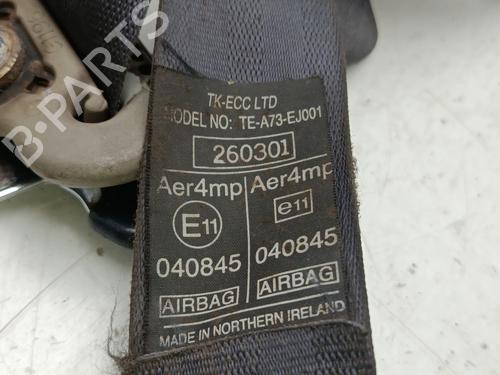 TK-ECC LTD
MODEL NO: TE-A73-EJ001
260301
Aer4mp Aer4mp
E11 e11
040845 040845
AIRBAG AIRBAG
MADE IN NORTHERN IRELAND
B-PARTS